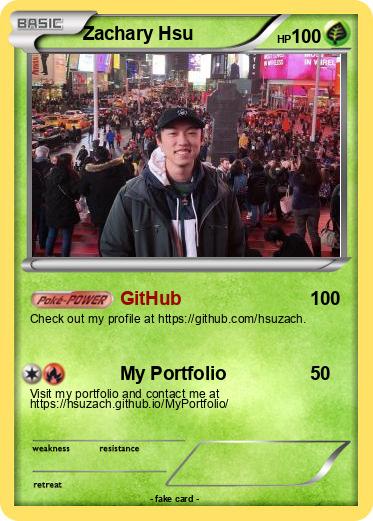 BASIC
Zachary Hsu
HP100
Poké-POWER GitHub 100
Check out my profile at https://github.com/hsuzach.
My Portfolio 50
Visit my portfolio and contact me at
https://hsuzach.github.io/MyPortfolio/
weakness resistance
retreat
- fake card -